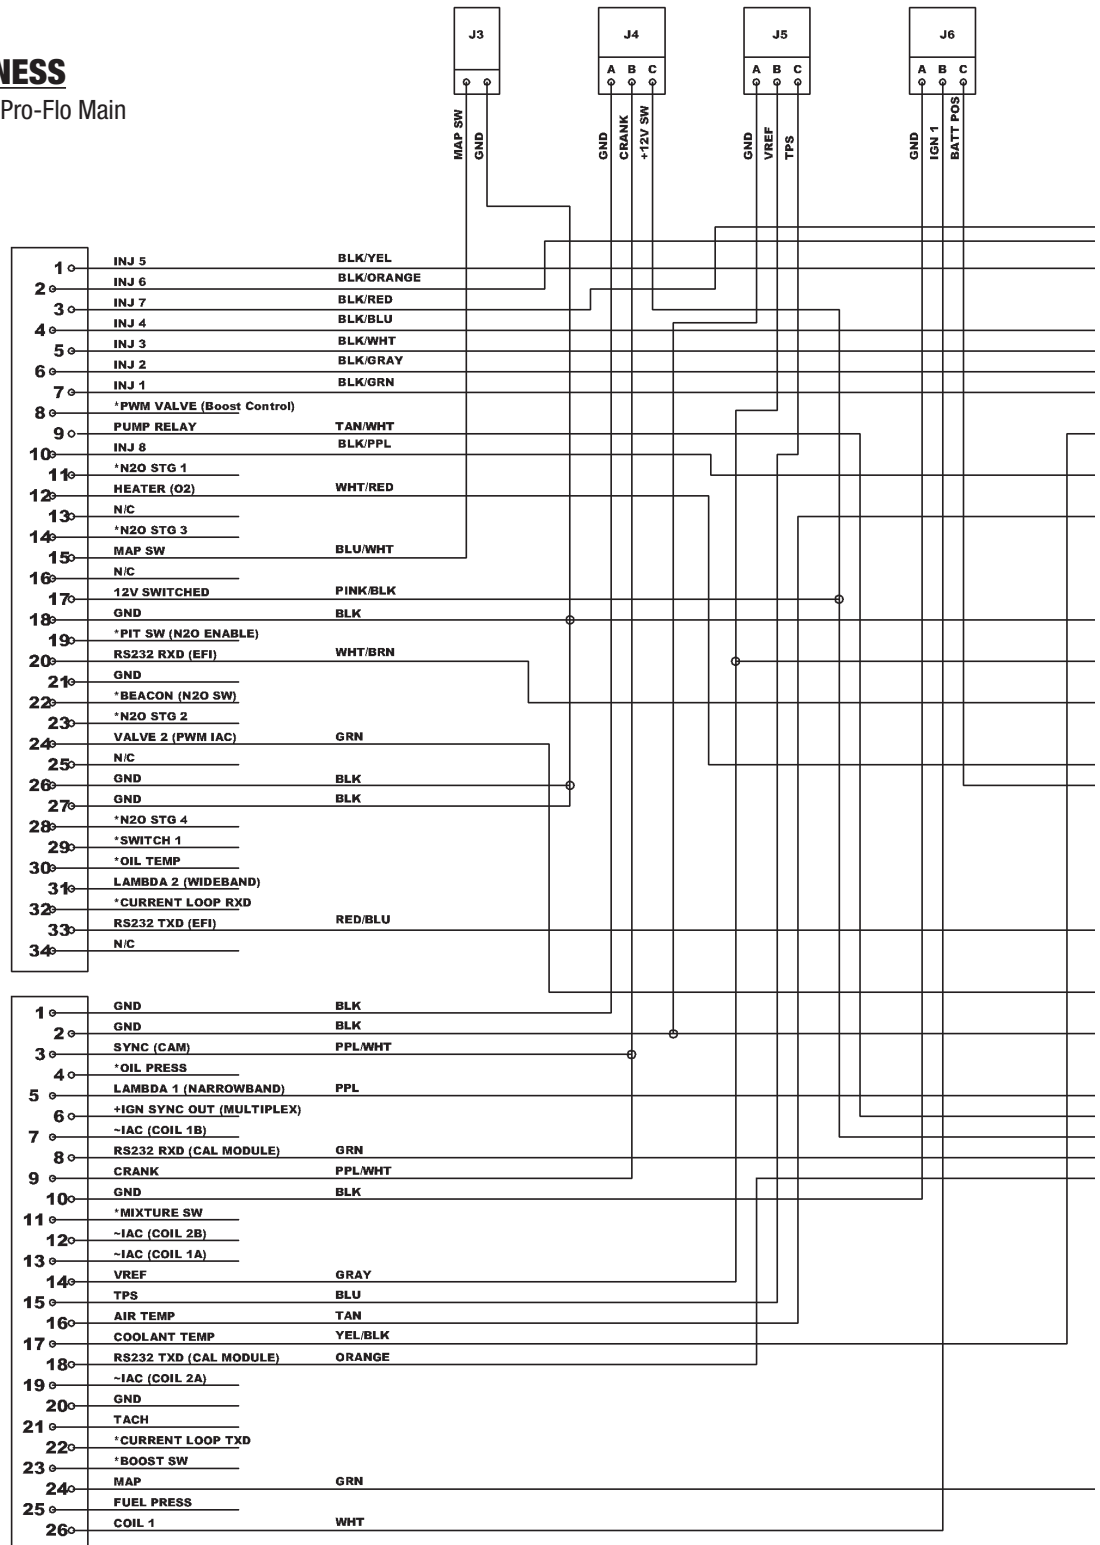 NESS
Pro-Flo Main
J3
MAP SW
GND
J4
A B C
GND
CRANK
+12V SW
J5
A B C
GND
VREF
TPS
J6
A B C
GND
IGN 1
BATT POS
1 INJ 5 BLK/YEL
2 INJ 6 BLK/ORANGE
3 INJ 7 BLK/RED
4 INJ 4 BLK/BLU
5 INJ 3 BLK/WHT
6 INJ 2 BLK/GRAY
7 INJ 1 BLK/GRN
8 *PWM VALVE (Boost Control)
9 PUMP RELAY TAN/WHT
10 INJ 8 BLK/PPL
11 *N2O STG 1
12 HEATER (O2) WHT/RED
13 N/C
14 *N2O STG 3
15 MAP SW BLU/WHT
16 N/C
17 12V SWITCHED PINK/BLK
18 GND BLK
19 *PIT SW (N2O ENABLE)
20 RS232 RXD (EFI) WHT/BRN
21 GND
22 *BEACON (N2O SW)
23 *N2O STG 2
24 VALVE 2 (PWM IAC) GRN
25 N/C
26 GND BLK
27 GND BLK
28 *N2O STG 4
29 *SWITCH 1
30 *OIL TEMP
31 LAMBDA 2 (WIDEBAND)
32 *CURRENT LOOP RXD
33 RS232 TXD (EFI) RED/BLU
34 N/C
1 GND BLK
2 GND BLK
3 SYNC (CAM) PPL/WHT
4 *OIL PRESS
5 LAMBDA 1 (NARROWBAND) PPL
6 +IGN SYNC OUT (MULTIPLEX)
7 ~IAC (COIL 1B)
8 RS232 RXD (CAL MODULE) GRN
9 CRANK PPL/WHT
10 GND BLK
11 *MIXTURE SW
12 ~IAC (COIL 2B)
13 ~IAC (COIL 1A)
14 VREF GRAY
15 TPS BLU
16 AIR TEMP TAN
17 COOLANT TEMP YEL/BLK
18 RS232 TXD (CAL MODULE) ORANGE
19 ~IAC (COIL 2A)
20 GND
21 TACH
22 *CURRENT LOOP TXD
23 *BOOST SW
24 MAP GRN
25 FUEL PRESS
26 COIL 1 WHT